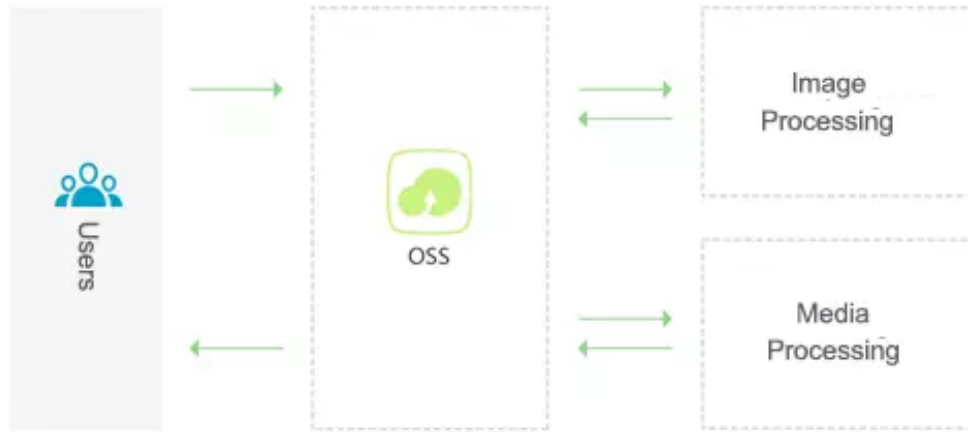 Users
OSS
Image
Processing
Media
Processing